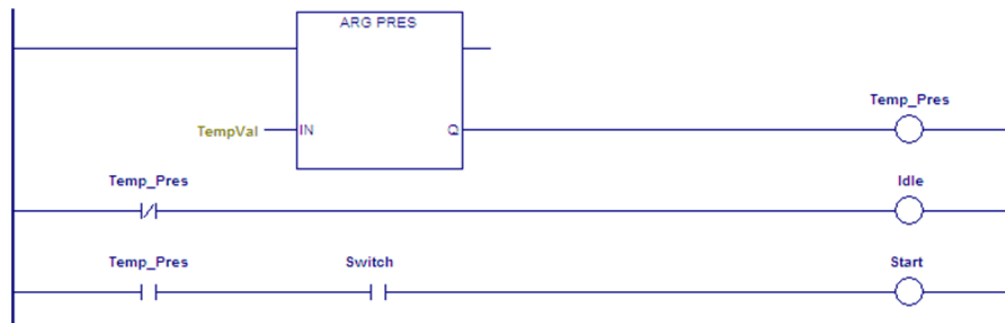 ARG PRES
Temp_Pres
TempVal IN Q
Temp_Pres Idle
Temp_Pres Switch Start